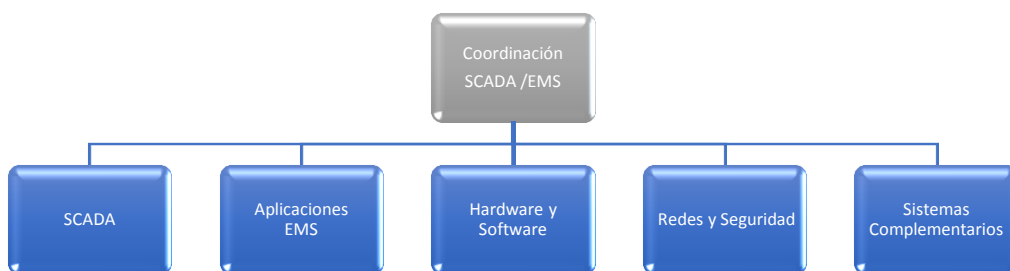 Coordinación
SCADA /EMS
SCADA
Aplicaciones
EMS
Hardware y
Software
Redes y Seguridad
Sistemas
Complementarios